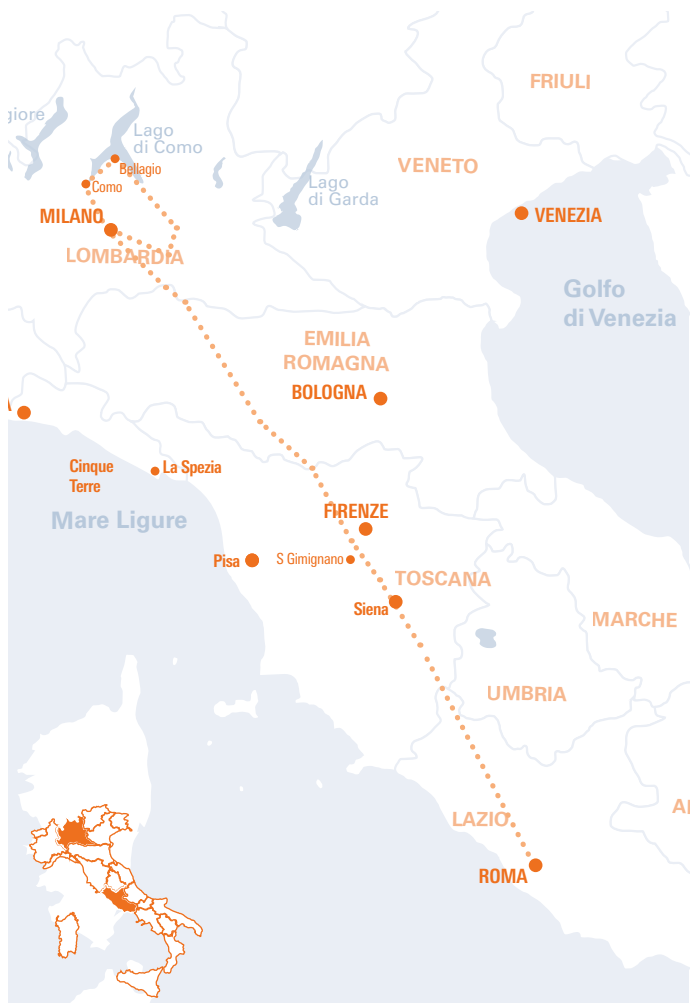 FRIULI
giore
Lago
di Como
Bellagio
VENETO
Como
Lago
di Garda
MILANO
VENEZIA
LOMBARDIA
Golfo
di Venezia
EMILIA
ROMAGNA
BOLOGNA
A
Cinque
Terre
La Spezia
Mare Ligure
FIRENZE
Pisa
S Gimignano
TOSCANA
Siena
MARCHE
UMBRIA
LAZIO
AB
ROMA